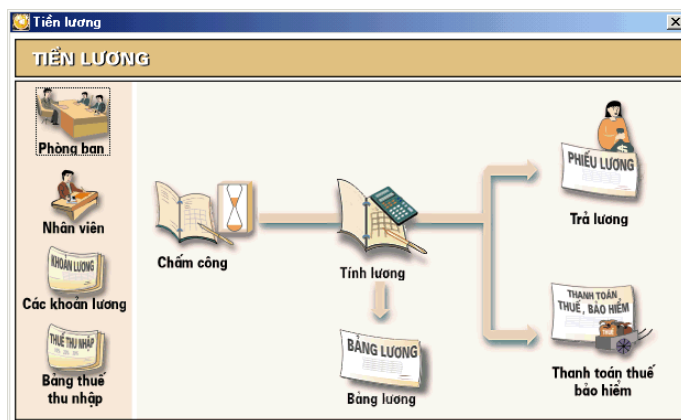 Tiền lương
TIỀN LƯƠNG
Phòng ban
Nhân viên
KHOẢN LƯƠNG
Các khoản lương
THUẾ THU NHẬP
Bảng thuế
thu nhập
Chấm công
Tính lương
BẢNG LƯƠNG
Bảng lương
PHIẾU LƯƠNG
Trả lương
THANH TOÁN
THUẾ, BẢO HIỂM
THUẾ
Thanh toán thuế
bảo hiểm